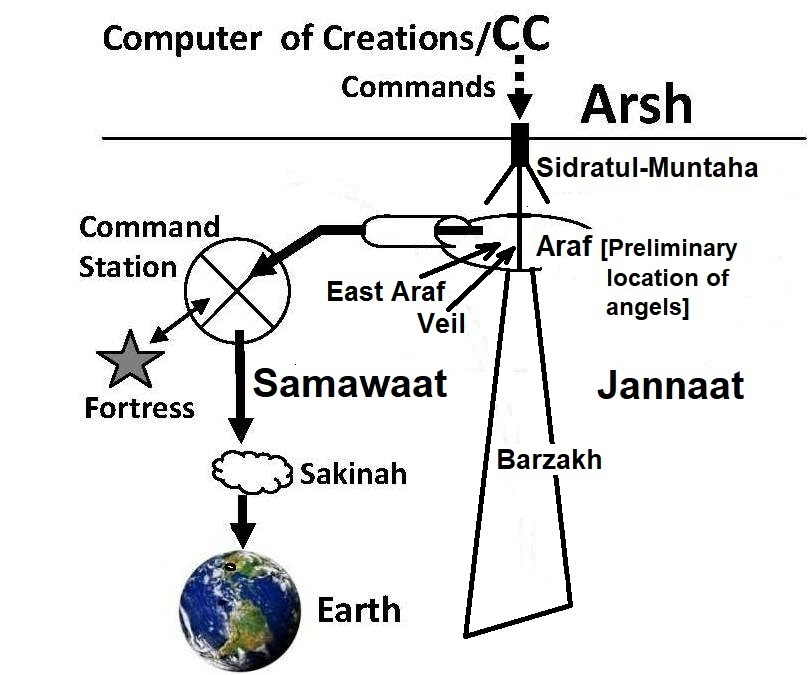 Computer of Creations/CC
Commands
Arsh
Sidratul-Muntaha
Command
Station
Araf [Preliminary
location of
angels]
East Araf
Veil
Samawaat
Jannaat
Fortress
Barzakh
Sakinah
Earth